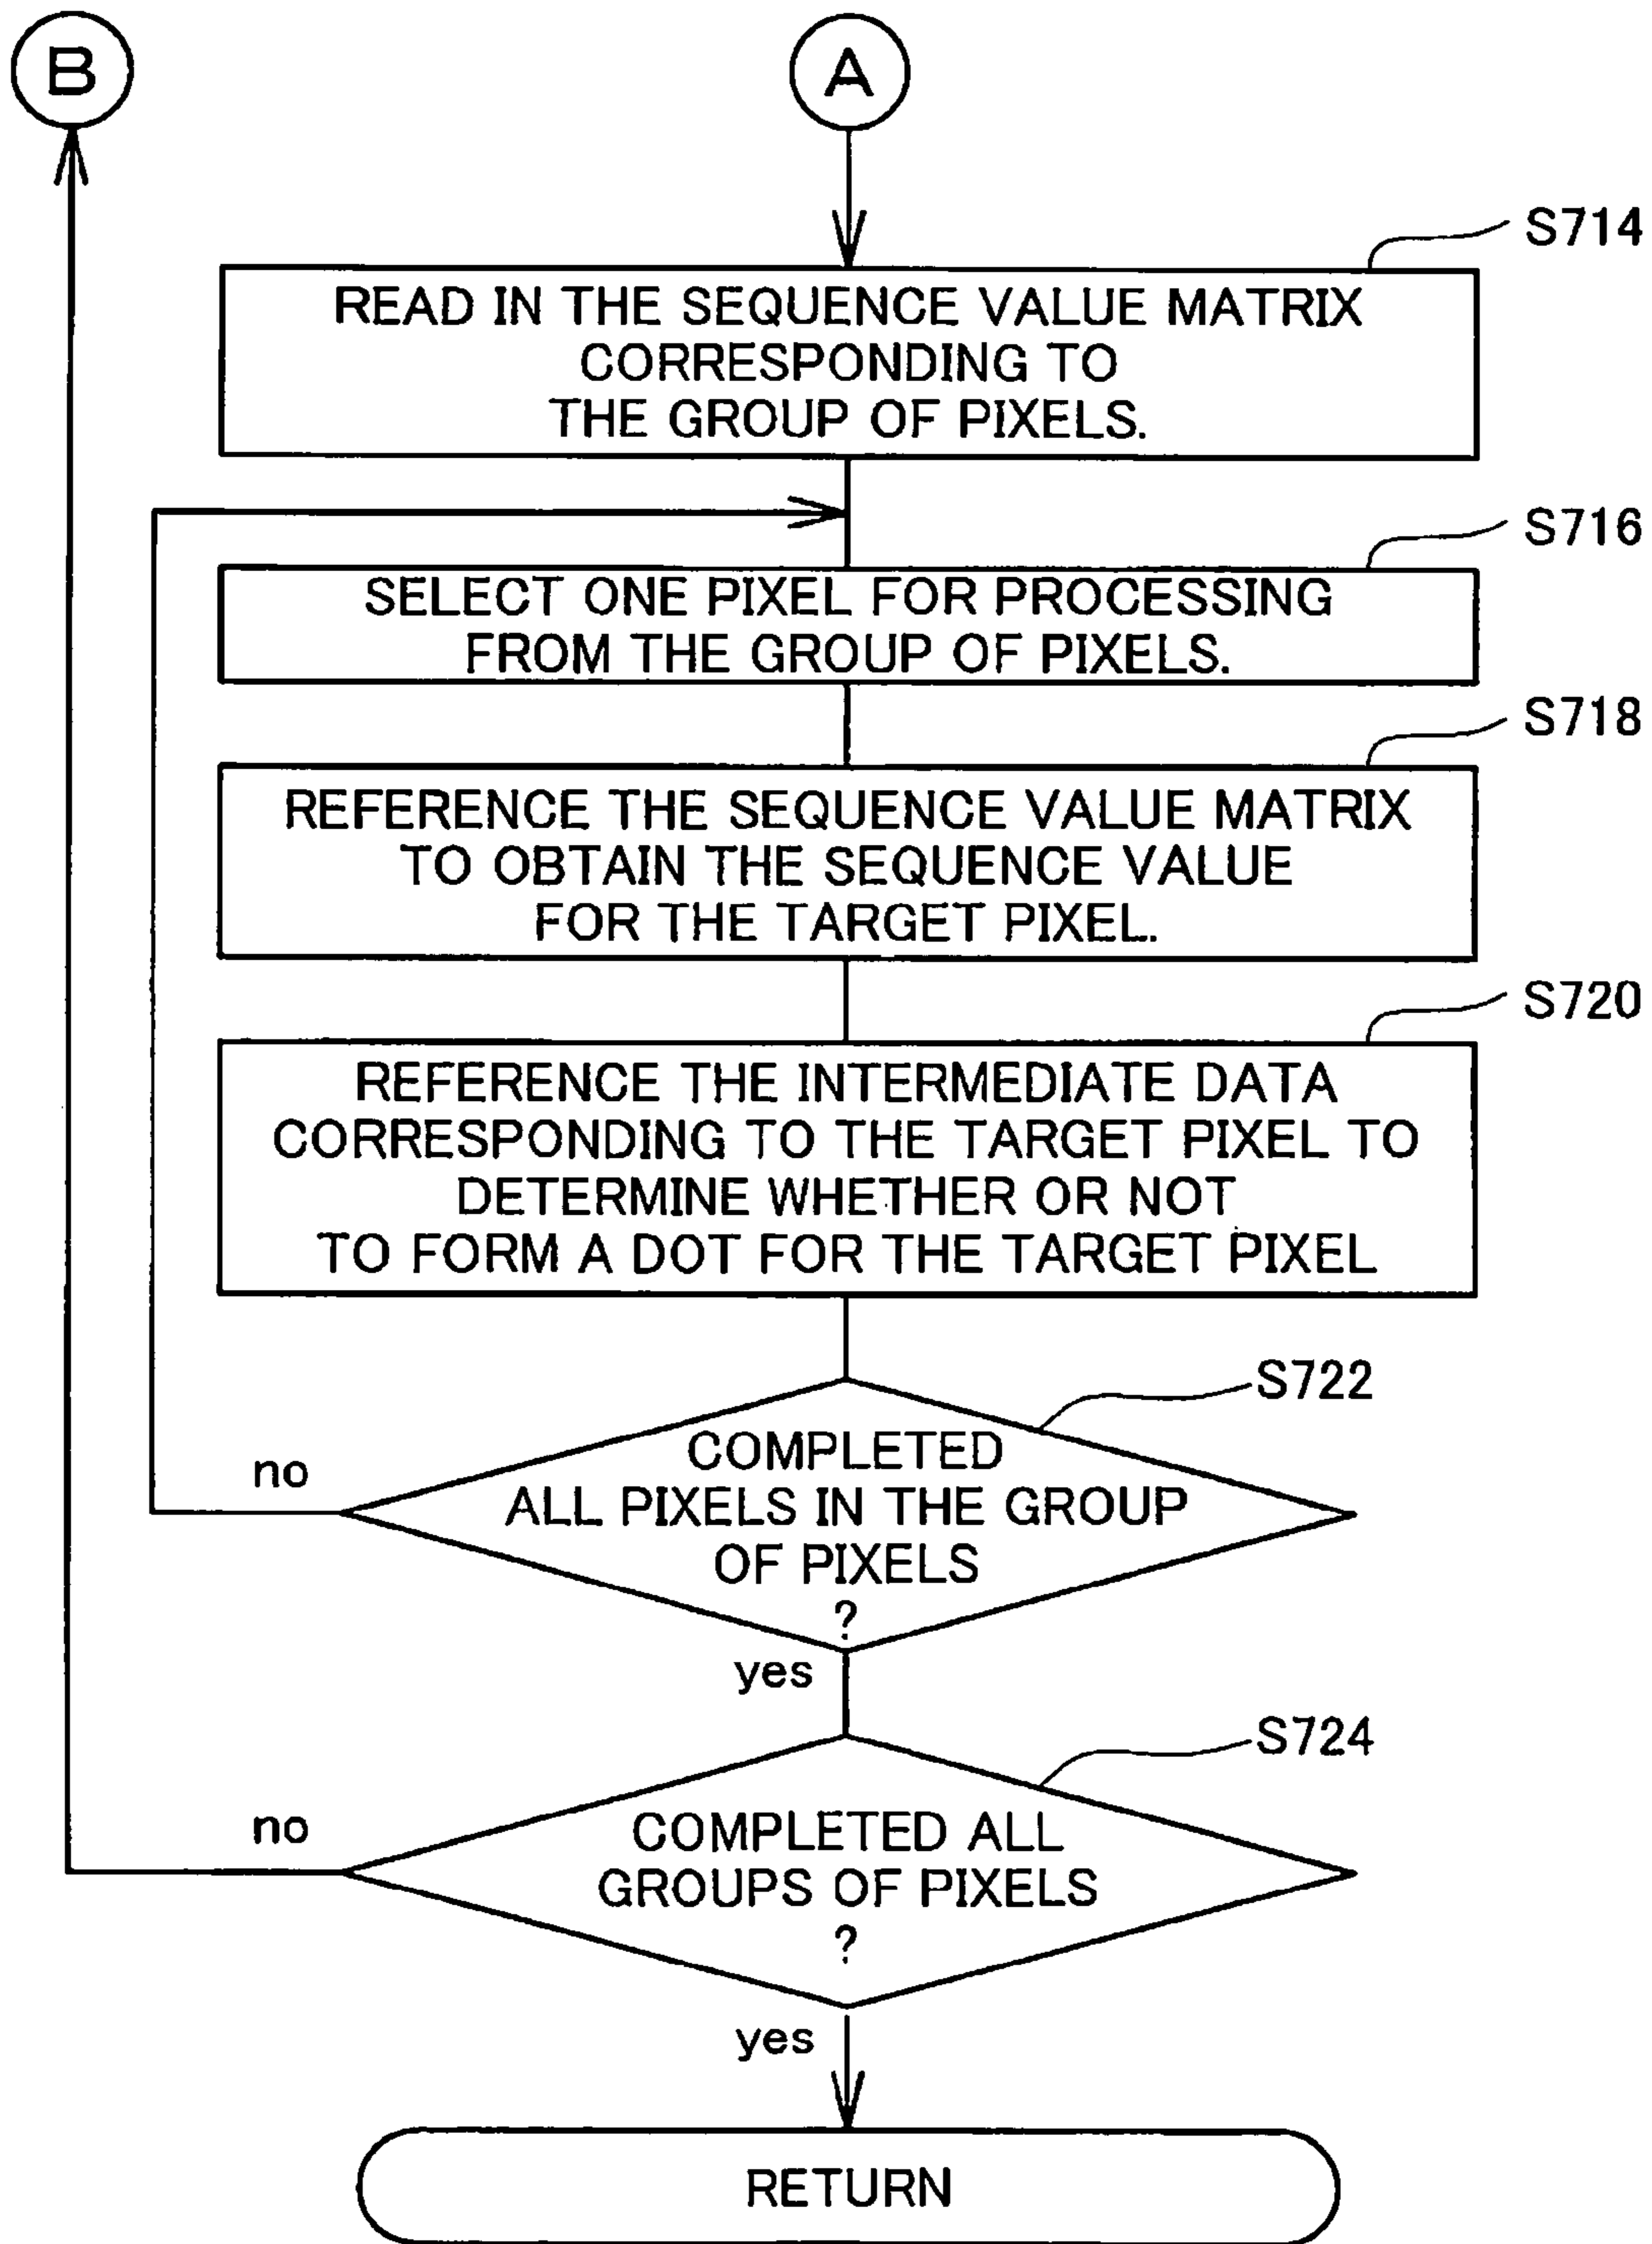 B
A
S714
READ IN THE SEQUENCE VALUE MATRIX
CORRESPONDING TO
THE GROUP OF PIXELS.
S716
SELECT ONE PIXEL FOR PROCESSING
FROM THE GROUP OF PIXELS.
S718
REFERENCE THE SEQUENCE VALUE MATRIX
TO OBTAIN THE SEQUENCE VALUE
FOR THE TARGET PIXEL.
S720
REFERENCE THE INTERMEDIATE DATA
CORRESPONDING TO THE TARGET PIXEL TO
DETERMINE WHETHER OR NOT
TO FORM A DOT FOR THE TARGET PIXEL
S722
no
COMPLETED
ALL PIXELS IN THE GROUP
OF PIXELS
?
yes
S724
no
COMPLETED ALL
GROUPS OF PIXELS
?
yes
RETURN